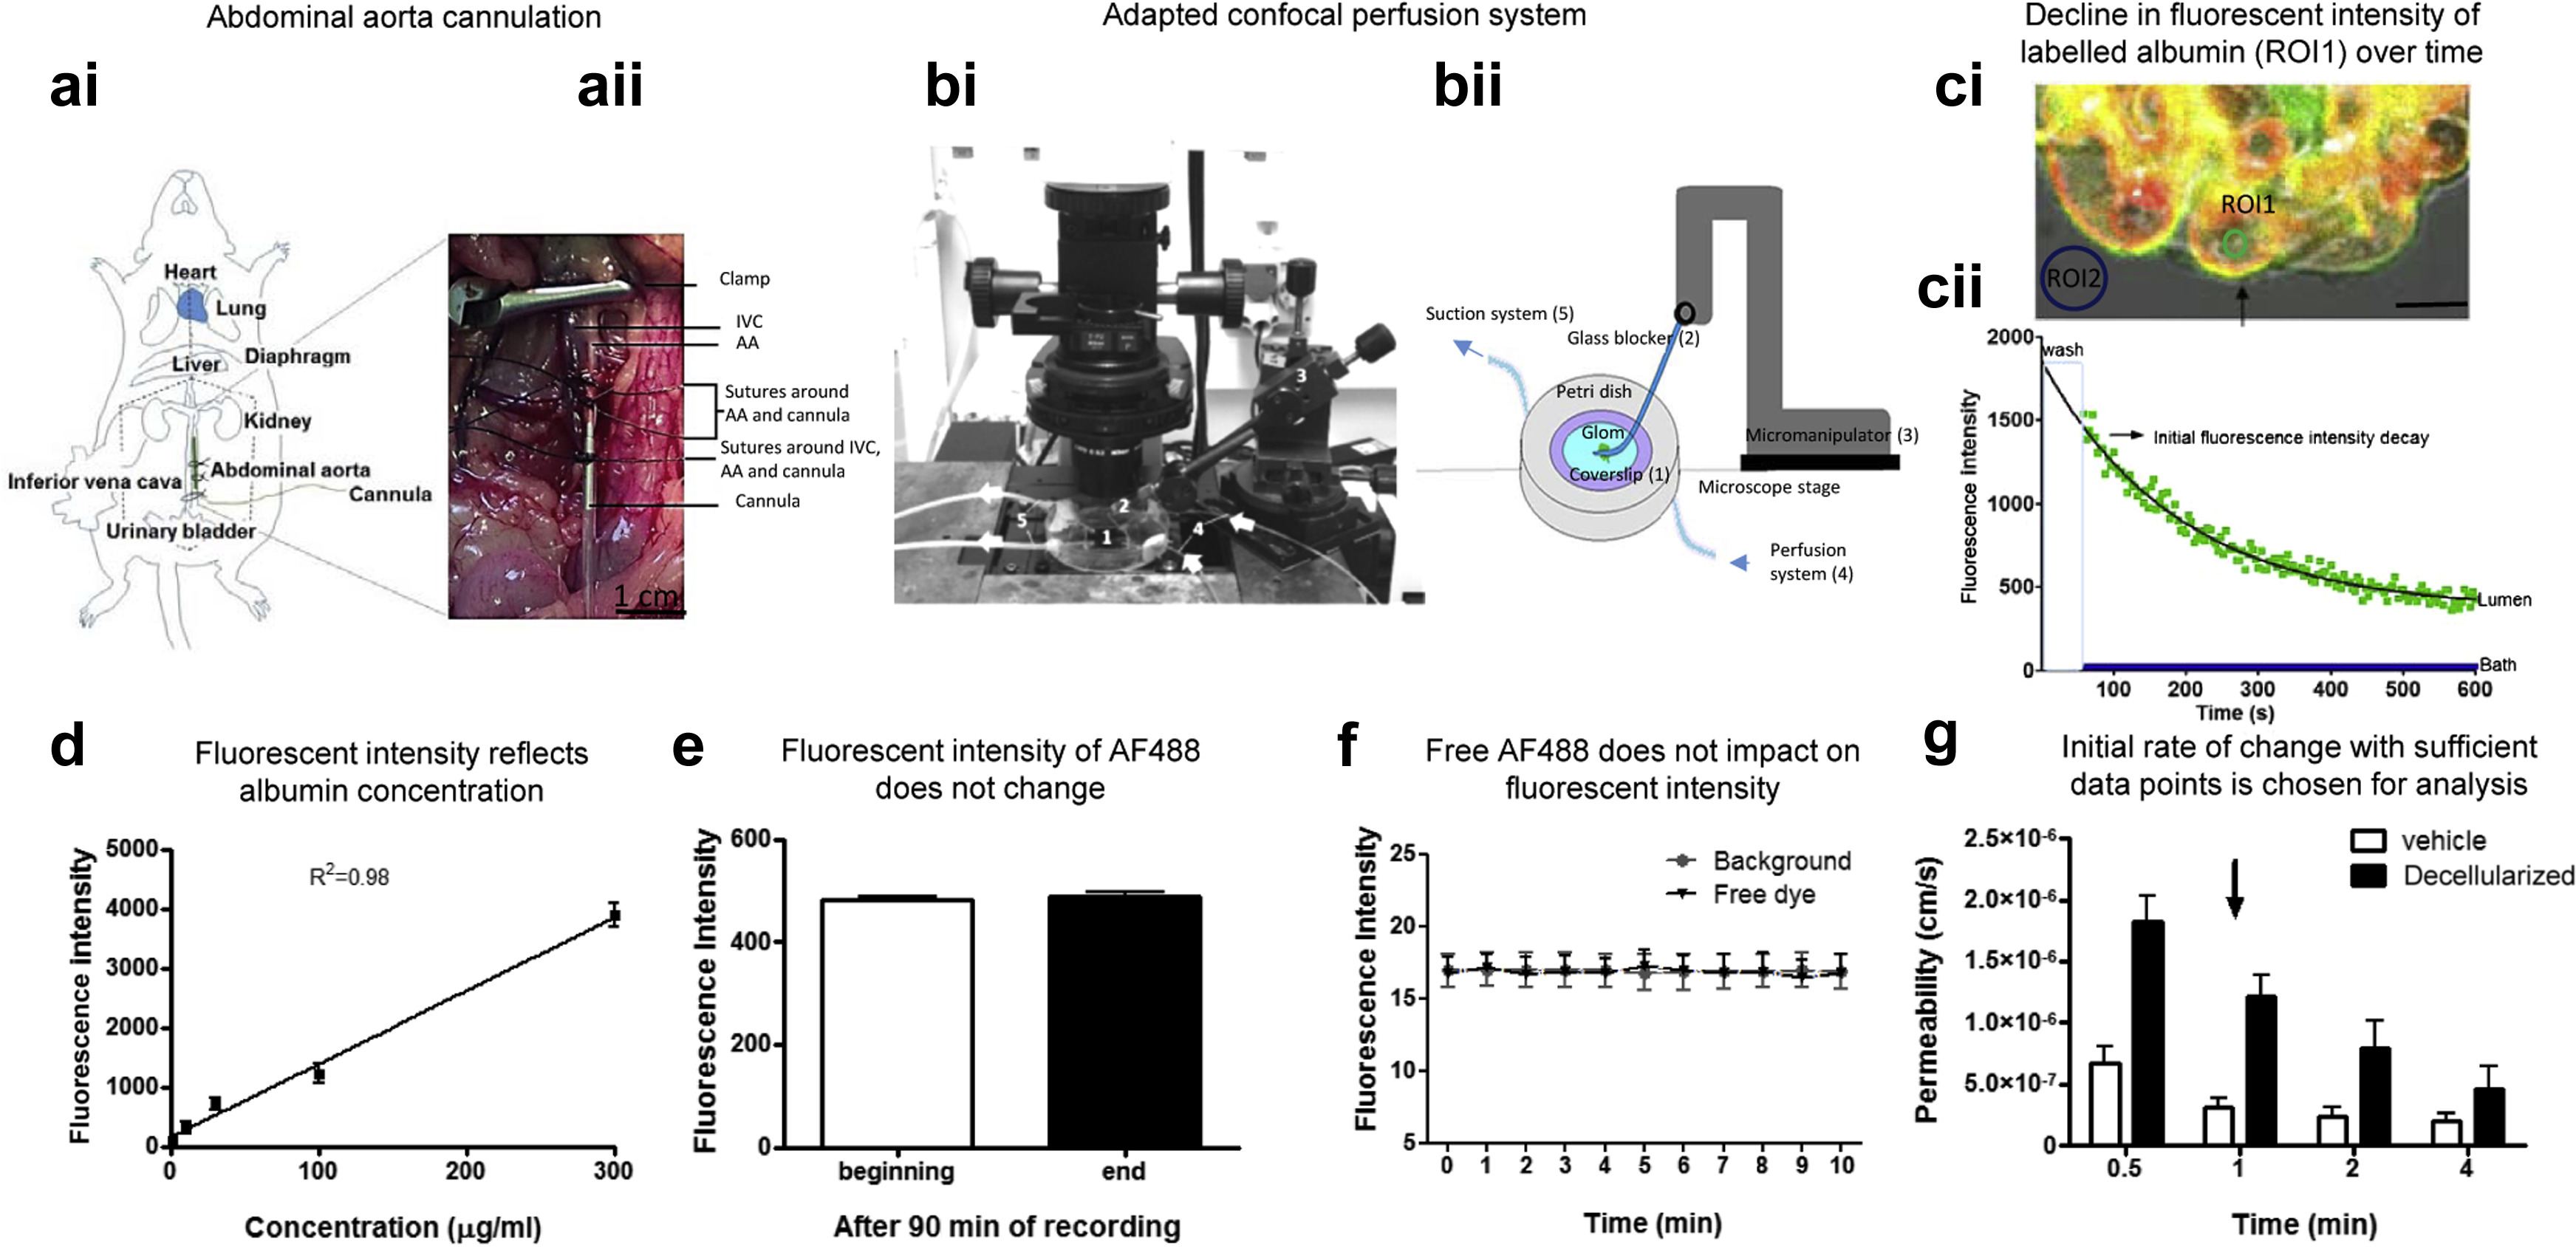 Abdominal aorta cannulation
Adapted confocal perfusion system
Decline in fluorescent intensity of
labelled albumin (ROI1) over time
ai
aii
bi
bii
ci
Heart
Lung
Liver
Diaphragm
Kidney
Abdominal aorta
Inferior vena cava
Cannula
Urinary bladder
Clamp
IVC
AA
Sutures around
AA and cannula
Sutures around IVC,
AA and cannula
Cannula
1 cm
3
2
5
1
4
Suction system (5)
Glass blocker (2)
Petri dish
Glom
Coverslip (1)
Micromanipulator (3)
Microscope stage
Perfusion
system (4)
ROI1
ROI2
cii
Fluorescence intensity
2000
1500
1000
500
0
wash
Initial fluorescence intensity decay
Lumen
Bath
100 200 300 400 500 600
Time (s)
d
Fluorescent intensity reflects
albumin concentration
Fluorescence intensity
5000
4000
3000
2000
1000
0
R²=0.98
0 100 200 300
Concentration (μg/ml)
e
Fluorescent intensity of AF488
does not change
Fluorescence Intensity
600
400
200
0
beginning end
After 90 min of recording
f
Free AF488 does not impact on
fluorescent intensity
Fluorescence Intensity
25
20
15
10
5
Background
Free dye
0 1 2 3 4 5 6 7 8 9 10
Time (min)
g
Initial rate of change with sufficient
data points is chosen for analysis
Permeability (cm/s)
2.5×10⁻⁶
2.0×10⁻⁶
1.5×10⁻⁶
1.0×10⁻⁶
5.0×10⁻⁷
0
vehicle
Decellularized
0.5 1 2 4
Time (min)